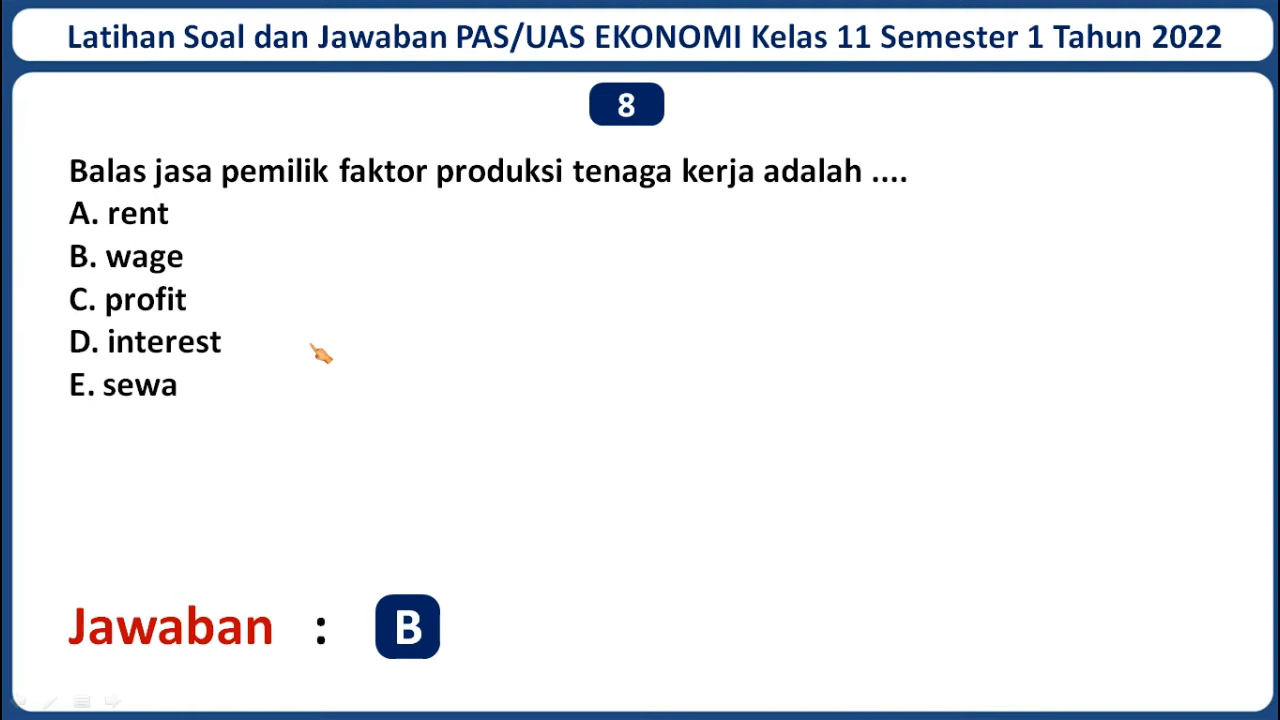 Latihan Soal dan Jawaban PAS/UAS EKONOMI Kelas 11 Semester 1 Tahun 2022
8
Balas jasa pemilik faktor produksi tenaga kerja adalah ....
A. rent
B. wage
C. profit
D. interest
E. sewa
Jawaban : B